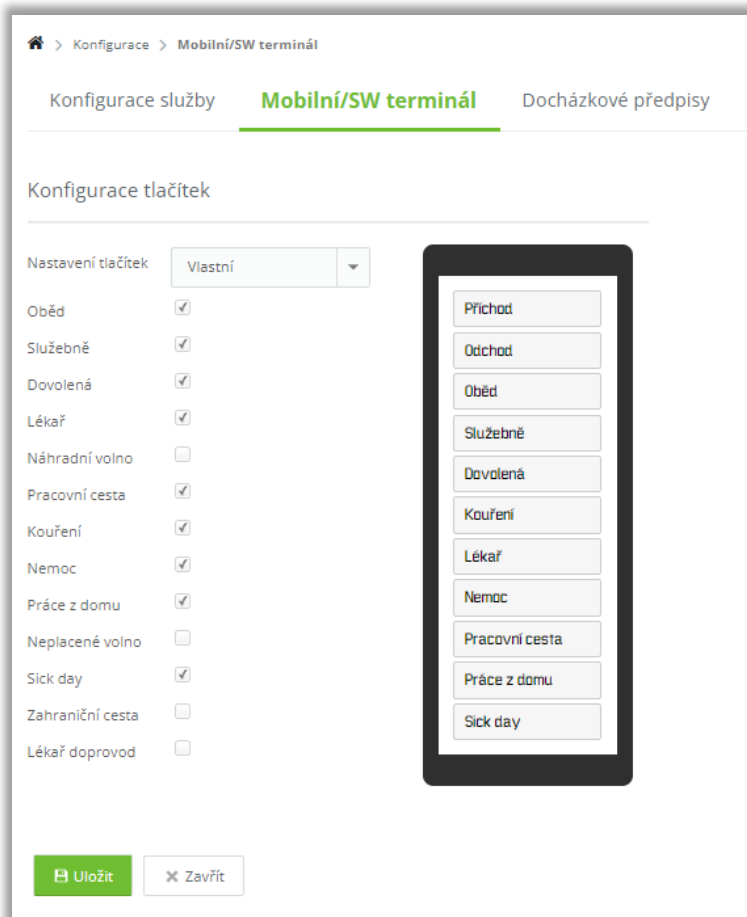 Konfigurace > Mobilní/SW terminál
Konfigurace služby Mobilní/SW terminál Docházkové předpisy
Konfigurace tlačítek
Nastavení tlačítek Vlastní
Oběd
Služebně
Dovolená
Lékař
Náhradní volno
Pracovní cesta
Kouření
Nemoc
Práce z domu
Neplacené volno
Sick day
Zahraniční cesta
Lékař doprovod
Příchod
Odchod
Oběd
Služebně
Dovolená
Kouření
Lékař
Nemoc
Pracovní cesta
Práce z domu
Sick day
Uložit Zavřít